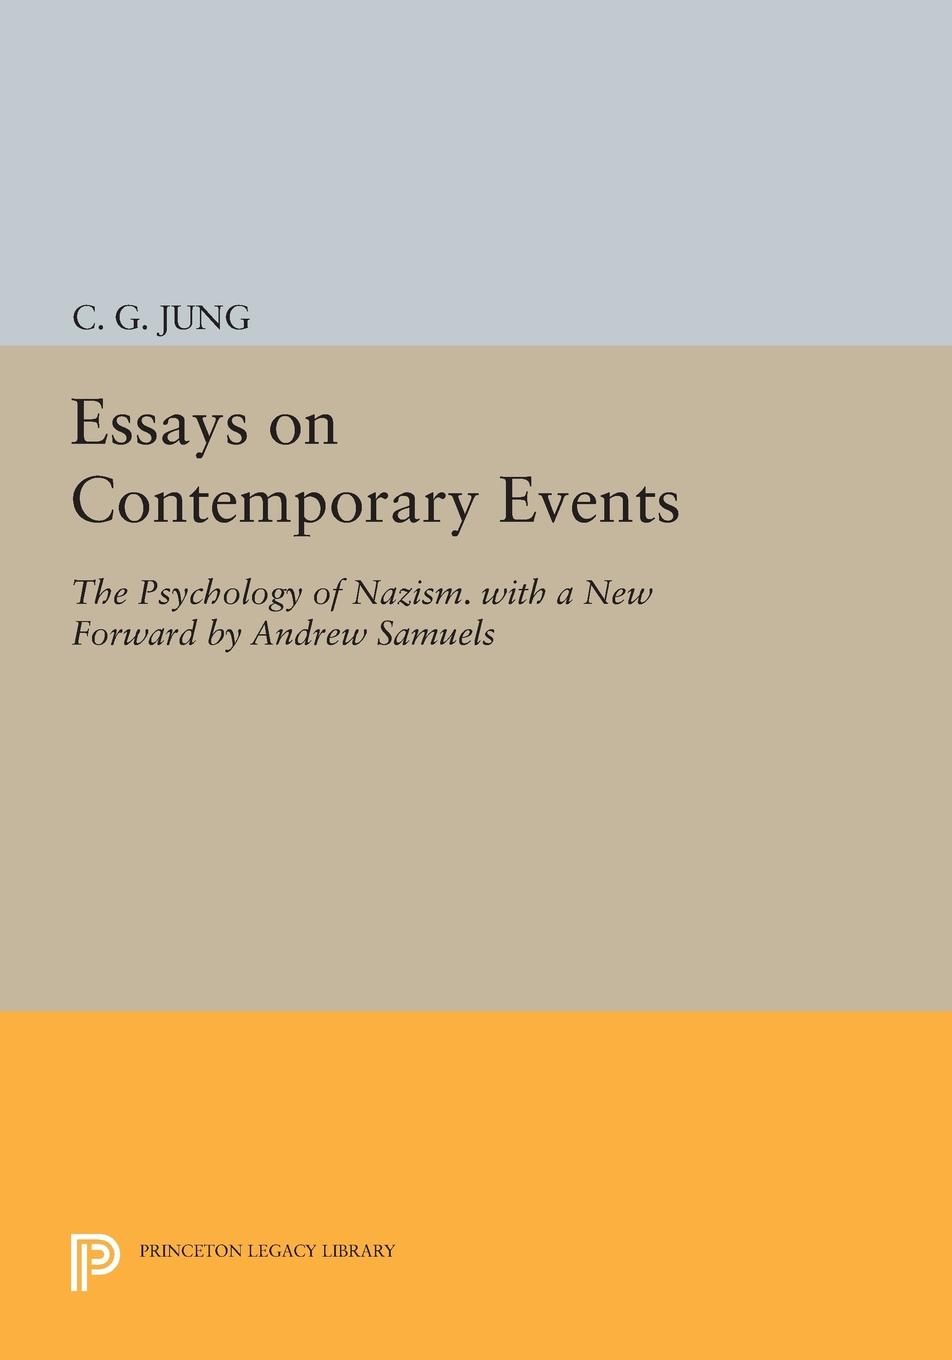 C. G. JUNG
Essays on
Contemporary Events
The Psychology of Nazism. with a New
Forward by Andrew Samuels
PRINCETON LEGACY LIBRARY